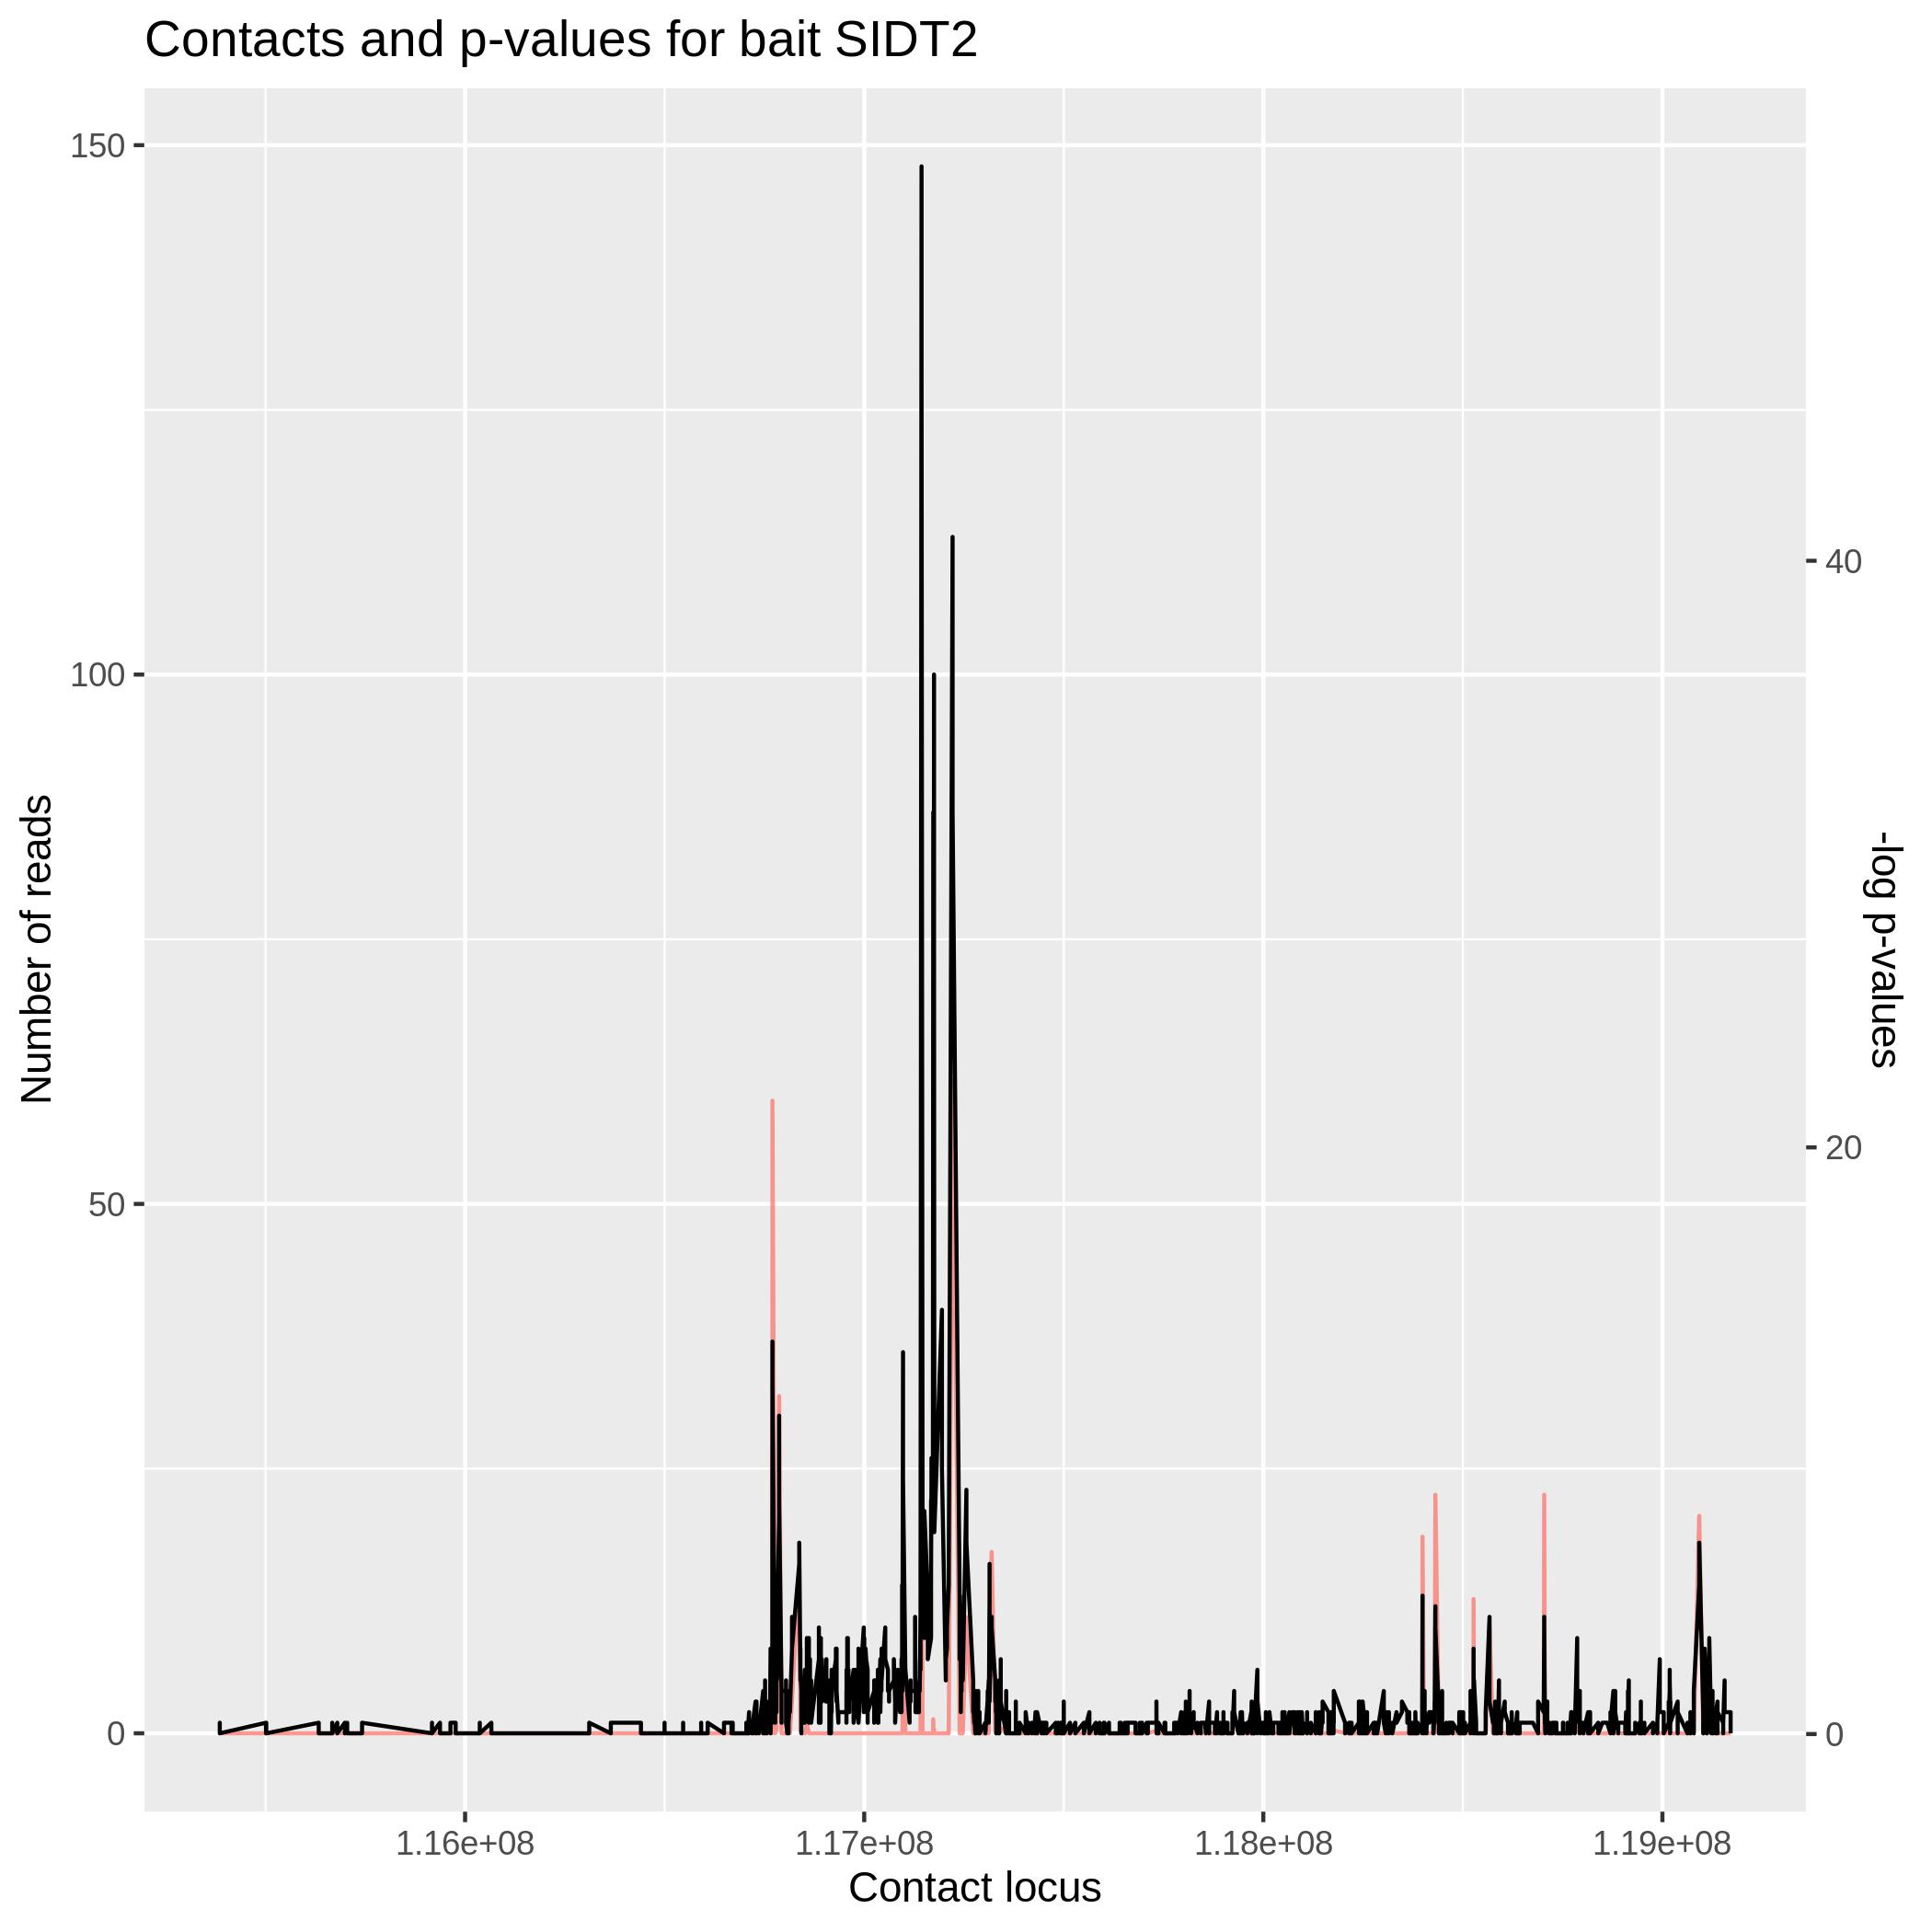 Contacts and p-values for bait SIDT2
150
100
50
0
Number of reads
40
20
0
-log p-values
1.16e+08
1.17e+08
1.18e+08
1.19e+08
Contact locus